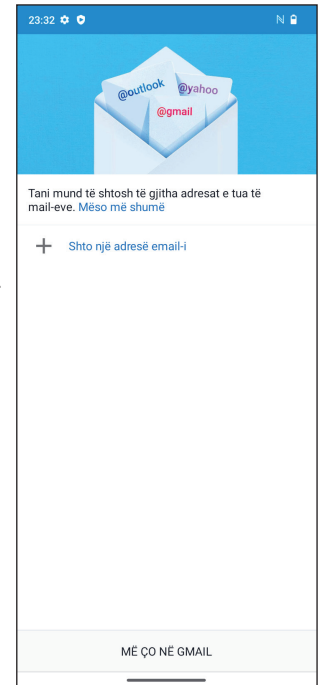 23:32
@outlook
@yahoo
@gmail
Tani mund të shtosh të gjitha adresat e tua të
mail-eve. Mëso më shumë
Shto një adresë email-i
MË ÇO NË GMAIL